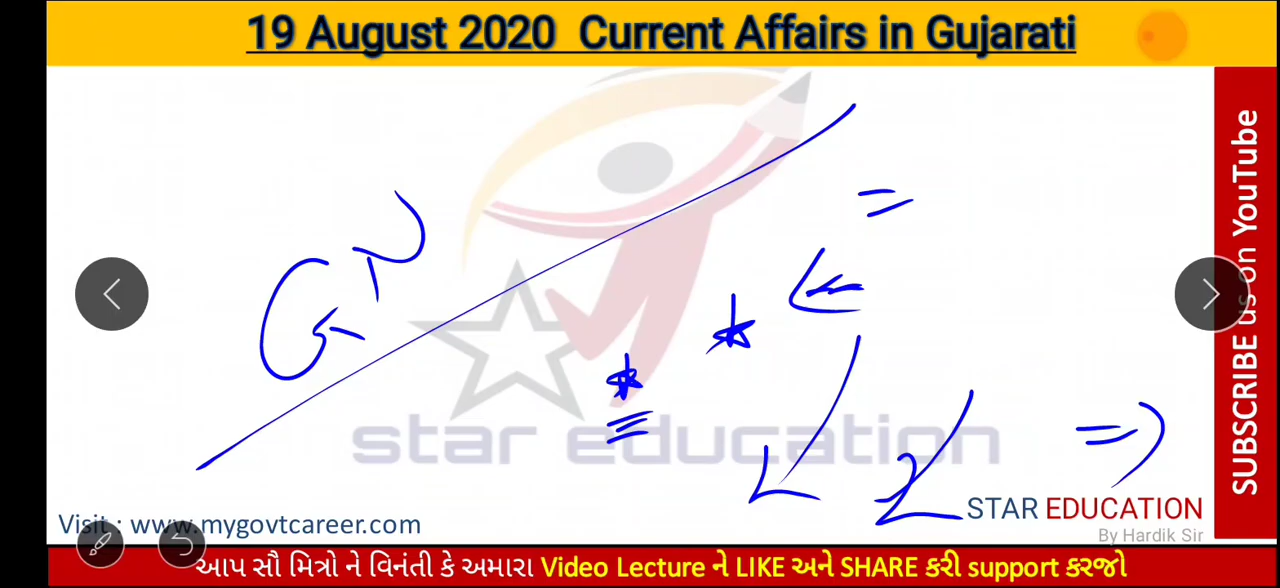 19 August 2020 Current Affairs in Gujarati
GN
star education
SUBSCRIBE us on YouTube
STAR EDUCATION
By Hardik Sir
Visit : www.mygovtcareer.com
આપ સૌ મિત્રો ને વિનંતી કે અમારા Video Lecture ને LIKE અને SHARE કરી support કરજો